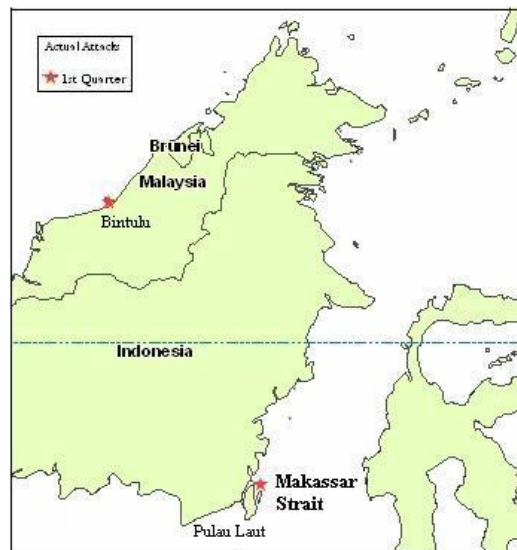 Actual Attacks
1st Quarter
Brunei
Malaysia
Bintulu
Indonesia
Makassar
Strait
Pulau Laut